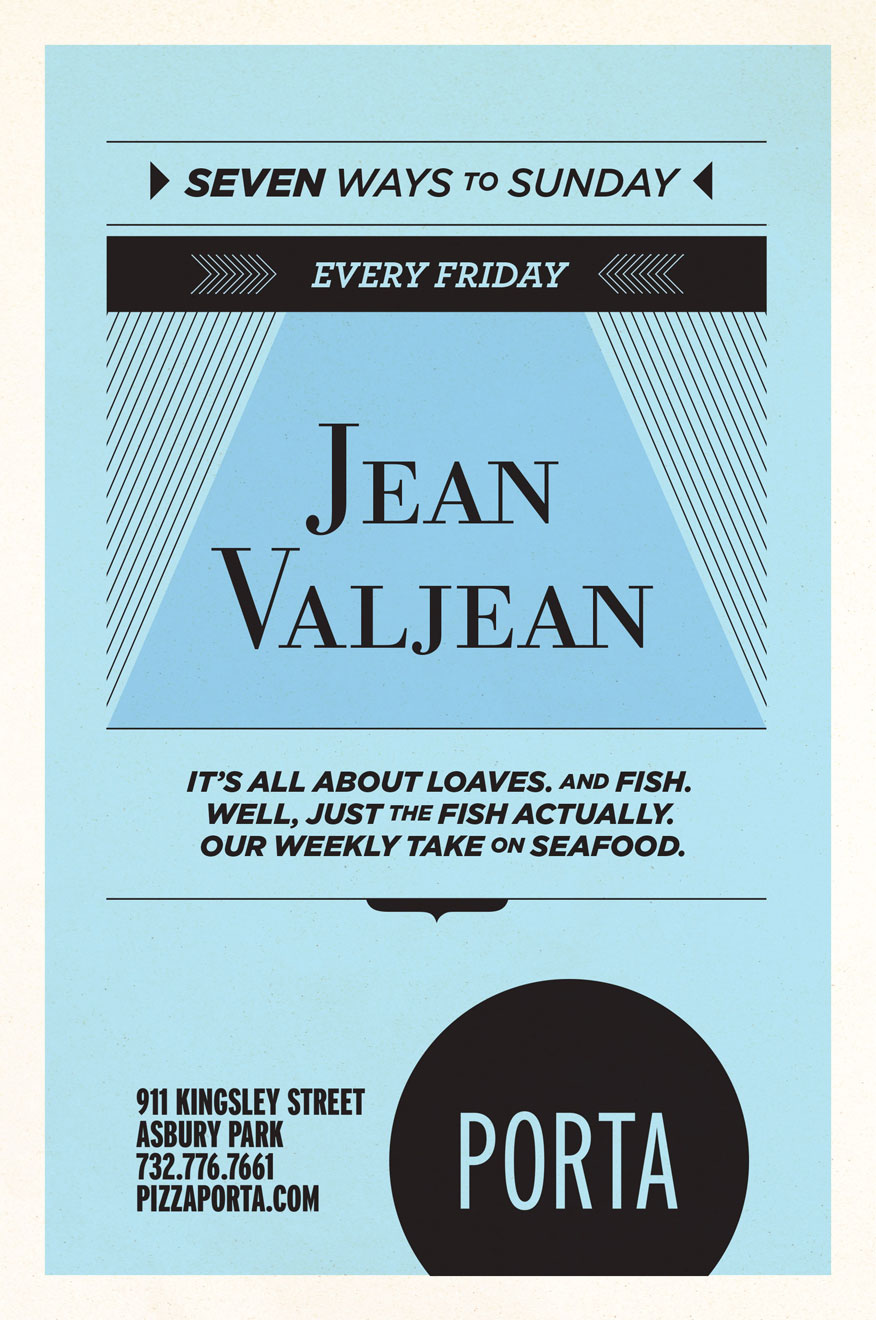 SEVEN WAYS TO SUNDAY
EVERY FRIDAY
JEAN
VALJEAN
IT'S ALL ABOUT LOAVES. AND FISH.
WELL, JUST THE FISH ACTUALLY.
OUR WEEKLY TAKE ON SEAFOOD.
911 KINGSLEY STREET
ASBURY PARK
732.776.7661
PIZZAPORTA.COM
PORTA